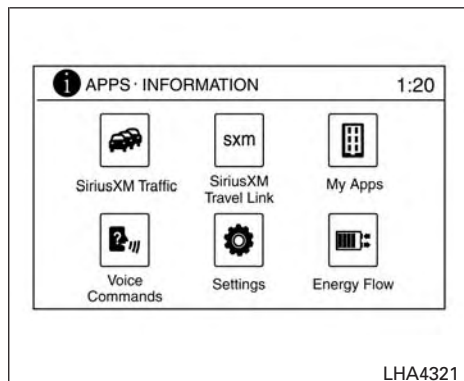 i APPS · INFORMATION 1:20
sxm
SiriusXM Traffic SiriusXM My Apps
Travel Link
?
Voice Settings Energy Flow
Commands
LHA4321